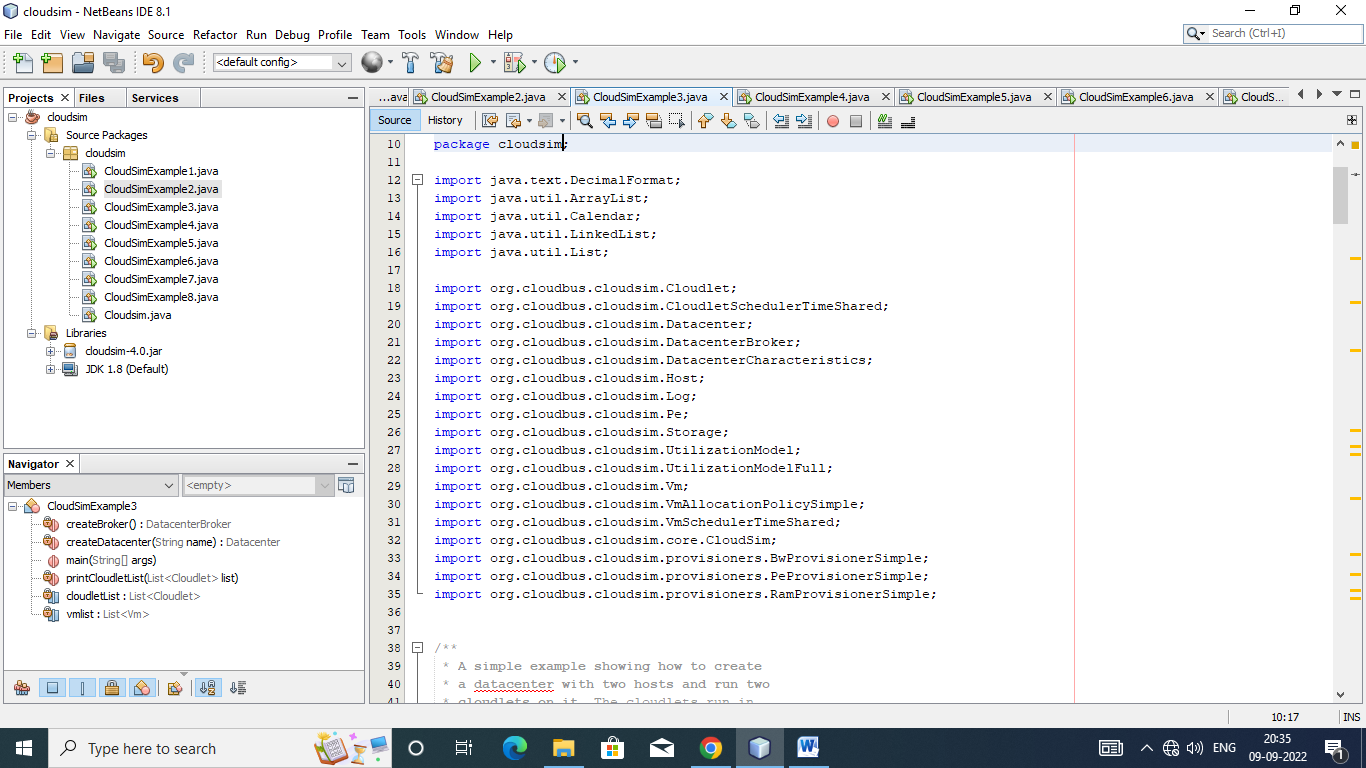 cloudsim - NetBeans IDE 8.1
File Edit View Navigate Source Refactor Run Debug Profile Team Tools Window Help
Search (Ctrl+I)
<default config>
Projects Files Services
cloudsim
Source Packages
cloudsim
CloudSimExample1.java
CloudSimExample2.java
CloudSimExample3.java
CloudSimExample4.java
CloudSimExample5.java
CloudSimExample6.java
CloudSimExample7.java
CloudSimExample8.java
Cloudsim.java
Libraries
cloudsim-4.0.jar
JDK 1.8 (Default)
Navigator
Members <empty>
CloudSimExample3
createBroker() : DatacenterBroker
createDatacenter(String name) : Datacenter
main(String[] args)
printCloudletList(List<Cloudlet> list)
cloudletList : List<Cloudlet>
vmlist : List<Vm>
...ava CloudSimExample2.java CloudSimExample3.java CloudSimExample4.java CloudSimExample5.java CloudSimExample6.java CloudS...
Source History
10 package cloudsim;
11
12 import java.text.DecimalFormat;
13 import java.util.ArrayList;
14 import java.util.Calendar;
15 import java.util.LinkedList;
16 import java.util.List;
17
18 import org.cloudbus.cloudsim.Cloudlet;
19 import org.cloudbus.cloudsim.CloudletSchedulerTimeShared;
20 import org.cloudbus.cloudsim.Datacenter;
21 import org.cloudbus.cloudsim.DatacenterBroker;
22 import org.cloudbus.cloudsim.DatacenterCharacteristics;
23 import org.cloudbus.cloudsim.Host;
24 import org.cloudbus.cloudsim.Log;
25 import org.cloudbus.cloudsim.Pe;
26 import org.cloudbus.cloudsim.Storage;
27 import org.cloudbus.cloudsim.UtilizationModel;
28 import org.cloudbus.cloudsim.UtilizationModelFull;
29 import org.cloudbus.cloudsim.Vm;
30 import org.cloudbus.cloudsim.VmAllocationPolicySimple;
31 import org.cloudbus.cloudsim.VmSchedulerTimeShared;
32 import org.cloudbus.cloudsim.core.CloudSim;
33 import org.cloudbus.cloudsim.provisioners.BwProvisionerSimple;
34 import org.cloudbus.cloudsim.provisioners.PeProvisionerSimple;
35 import org.cloudbus.cloudsim.provisioners.RamProvisionerSimple;
36
37
38 /**
39 * A simple example showing how to create
40 * a datacenter with two hosts and run two
41 * cloudlets on it. The cloudlets run in
10:17 INS
Type here to search
ENG
20:35
09-09-2022
1